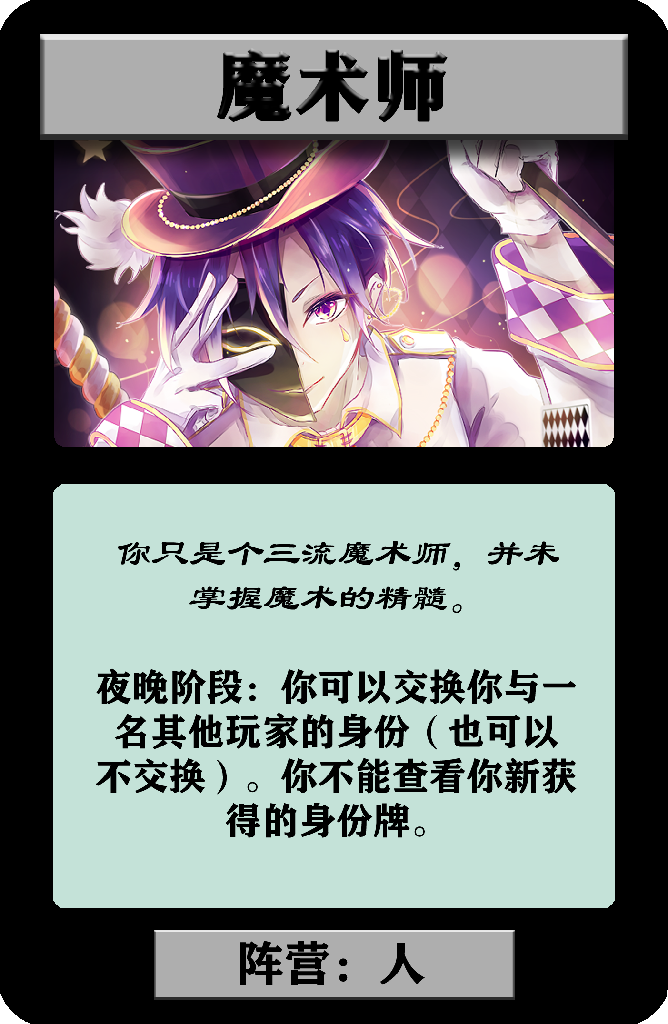 魔术师
你只是个三流魔术师，并未
掌握魔术的精髓。
夜晚阶段：你可以交换你与一
名其他玩家的身份（也可以
不交换）。你不能查看你新获
得的身份牌。
阵营：人